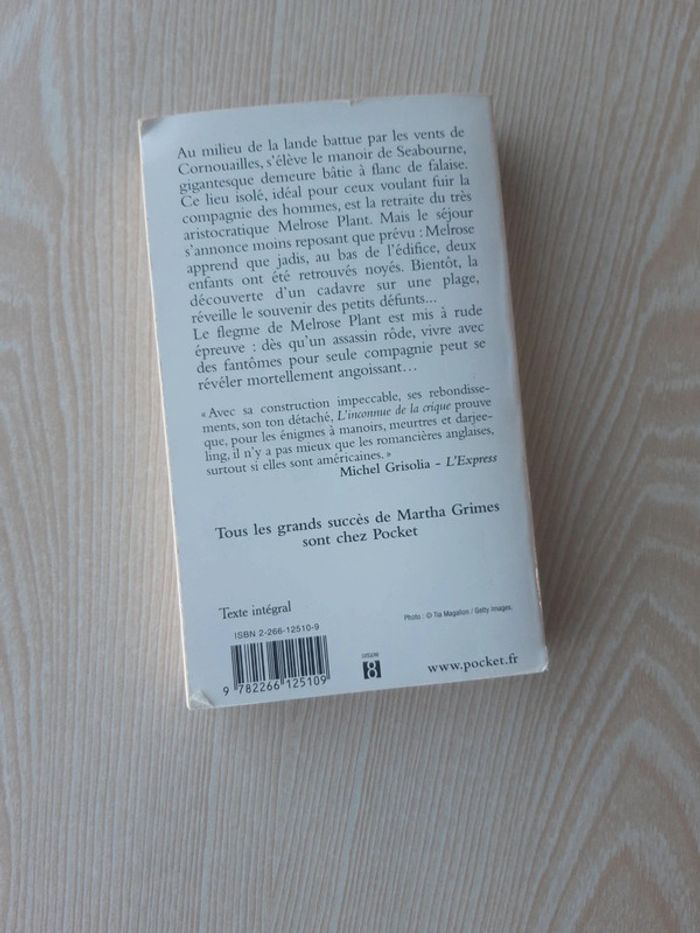 Au milieu de la lande battue par les vents de
Cornouailles, s'élève le manoir de Seabourne,
gigantesque demeure bâtie à flanc de falaise.
Ce lieu isolé, idéal pour ceux voulant fuir la
compagnie des hommes, est la retraite du très
aristocratique Melrose Plant. Mais le séjour
s'annonce moins reposant que prévu : Melrose
apprend que jadis, au bas de l'édifice, deux
enfants ont été retrouvés noyés. Bientôt, la
découverte d'un cadavre sur une plage,
réveille le souvenir des petits défunts...
Le flegme de Melrose Plant est mis à rude
épreuve : dès qu'un assassin rôde, vivre avec
des fantômes pour seule compagnie peut se
révéler mortellement angoissant...
« Avec sa construction impeccable, ses rebondisse-
ments, son ton détaché, L'inconnue de la crique prouve
que, pour les énigmes à manoirs, meurtres et darjee-
ling, il n'y a pas mieux que les romancières anglaises,
surtout si elles sont américaines. »
Michel Grisolia - L'Express
Tous les grands succès de Martha Grimes
sont chez Pocket
Texte intégral
Photo : © Tia Magallon / Getty Images.
ISBN 2-266-12510-9
9 782266 125109
8
www.pocket.fr